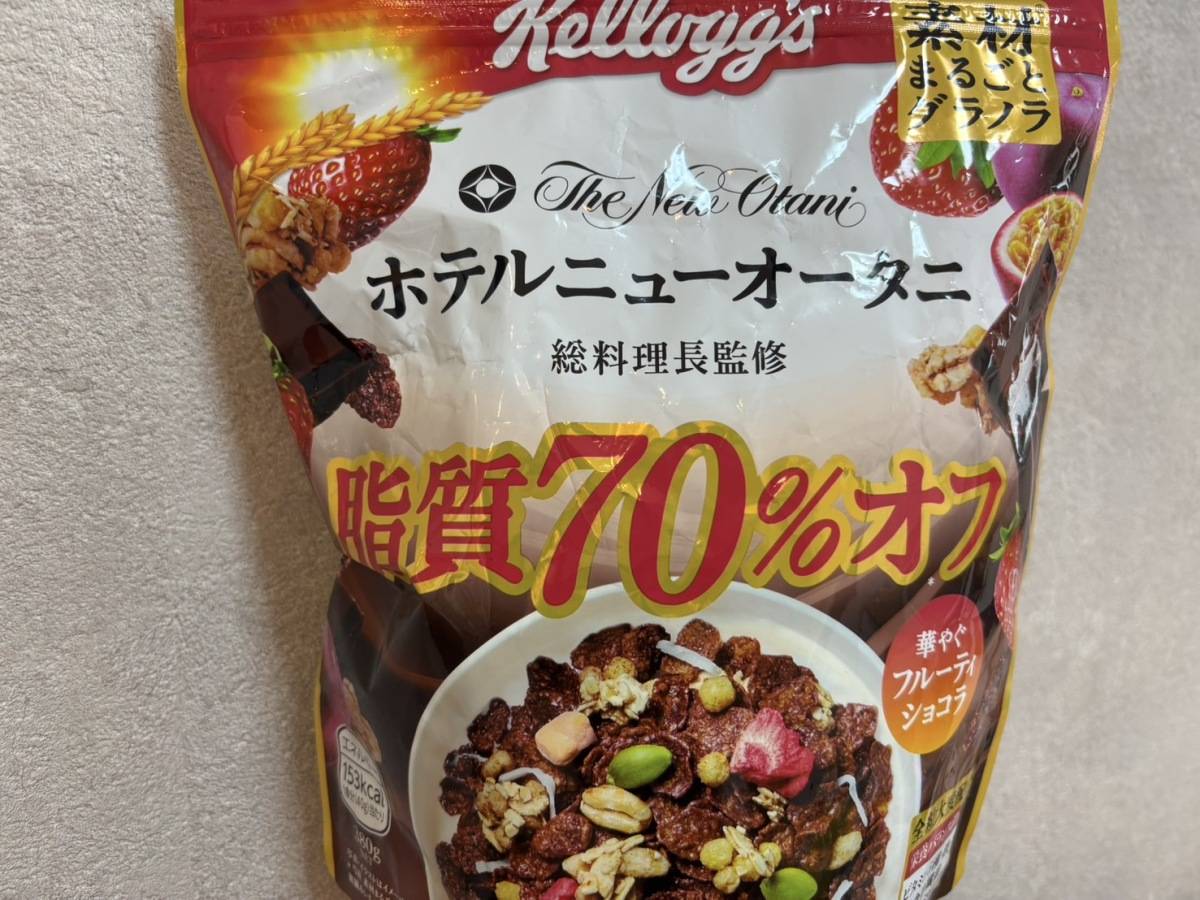 Kellogg's
素材
まるごと
グラノラ
The New Otani
ホテルニューオータニ
総料理長監修
脂質70%オフ
*
華やぐ
フルーティ
ショコラ
153kcal